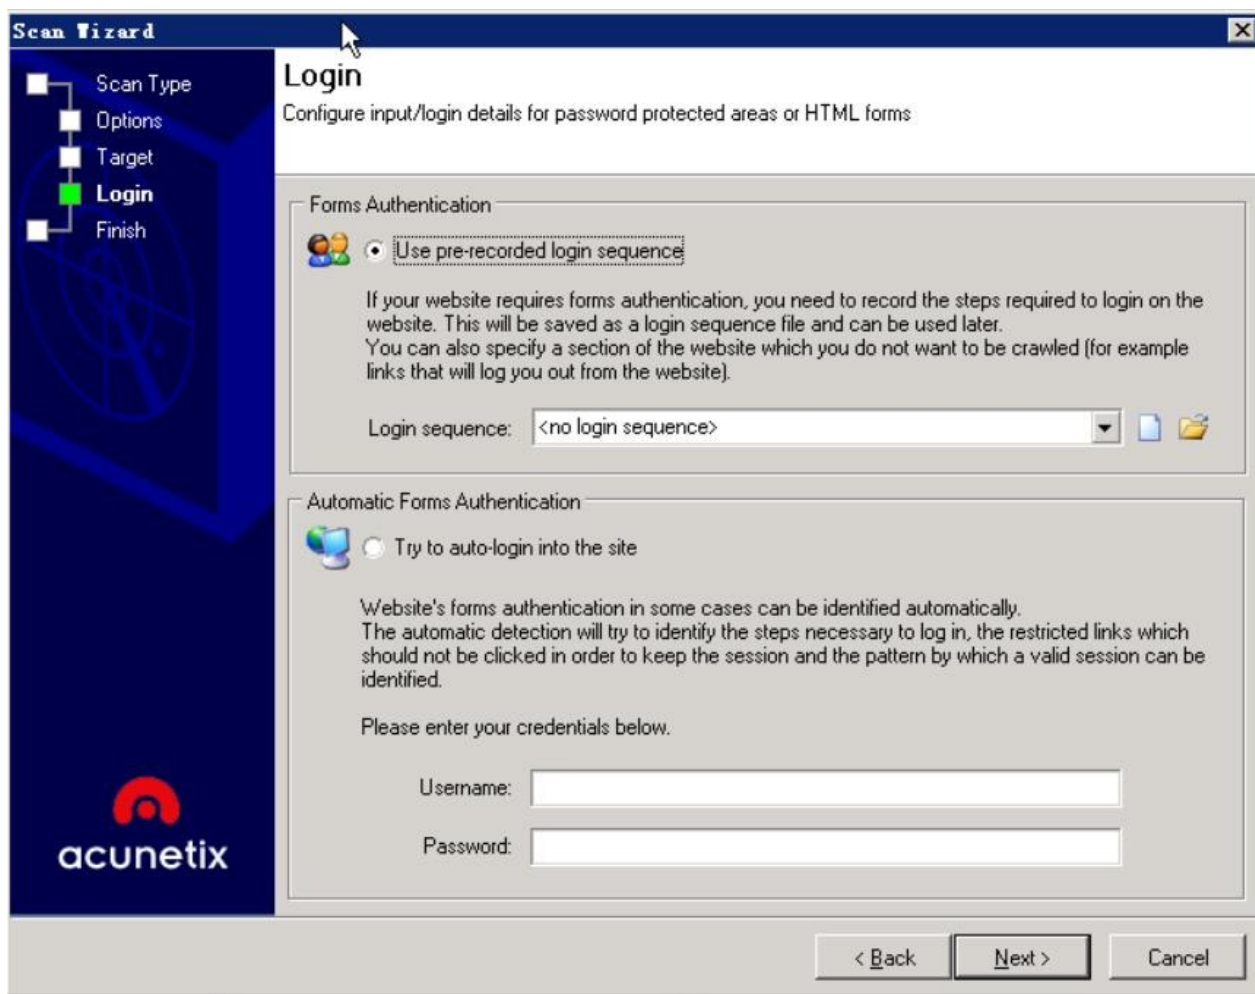 Scan Wizard
Scan Type
Options
Target
Login
Finish
acunetix
Login
Configure input/login details for password protected areas or HTML forms
Forms Authentication
Use pre-recorded login sequence
If your website requires forms authentication, you need to record the steps required to login on the
website. This will be saved as a login sequence file and can be used later.
You can also specify a section of the website which you do not want to be crawled (for example
links that will log you out from the website).
Login sequence: <no login sequence>
Automatic Forms Authentication
Try to auto-login into the site
Website's forms authentication in some cases can be identified automatically.
The automatic detection will try to identify the steps necessary to log in, the restricted links which
should not be clicked in order to keep the session and the pattern by which a valid session can be
identified.
Please enter your credentials below.
Username:
Password:
< Back Next > Cancel